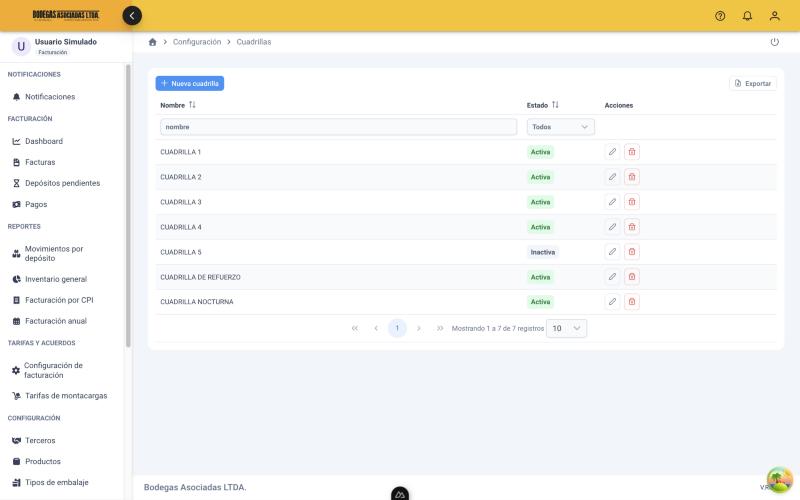 BODEGAS ASOCIADAS LTDA.
U
Usuario Simulado
Facturación
NOTIFICACIONES
Notificaciones
FACTURACIÓN
Dashboard
Facturas
Depósitos pendientes
Pagos
REPORTES
Movimientos por
depósito
Inventario general
Facturación por CPI
Facturación anual
TARIFAS Y ACUERDOS
Configuración de
facturación
Tarifas de montacargas
CONFIGURACIÓN
Terceros
Productos
Tipos de embalaje
Configuración
Cuadrillas
Nueva cuadrilla
Exportar
Nombre Estado Acciones
nombre Todos
CUADRILLA 1 Activa
CUADRILLA 2 Activa
CUADRILLA 3 Activa
CUADRILLA 4 Activa
CUADRILLA 5 Inactiva
CUADRILLA DE REFUERZO Activa
CUADRILLA NOCTURNA Activa
1 Mostrando 1 a 7 de 7 registros 10
Bodegas Asociadas LTDA.